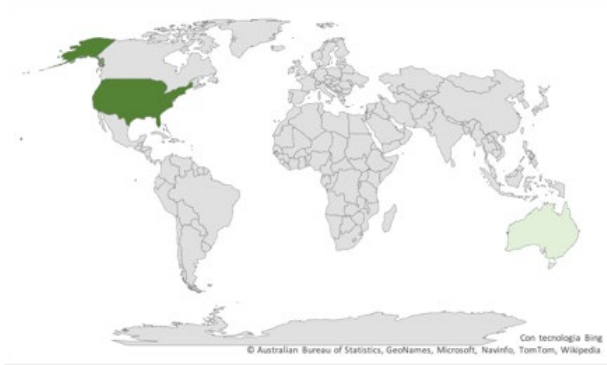 Con tecnologia Bing
© Australian Bureau of Statistics, GeoNames, Microsoft, Navinfo, TomTom, Wikipedia